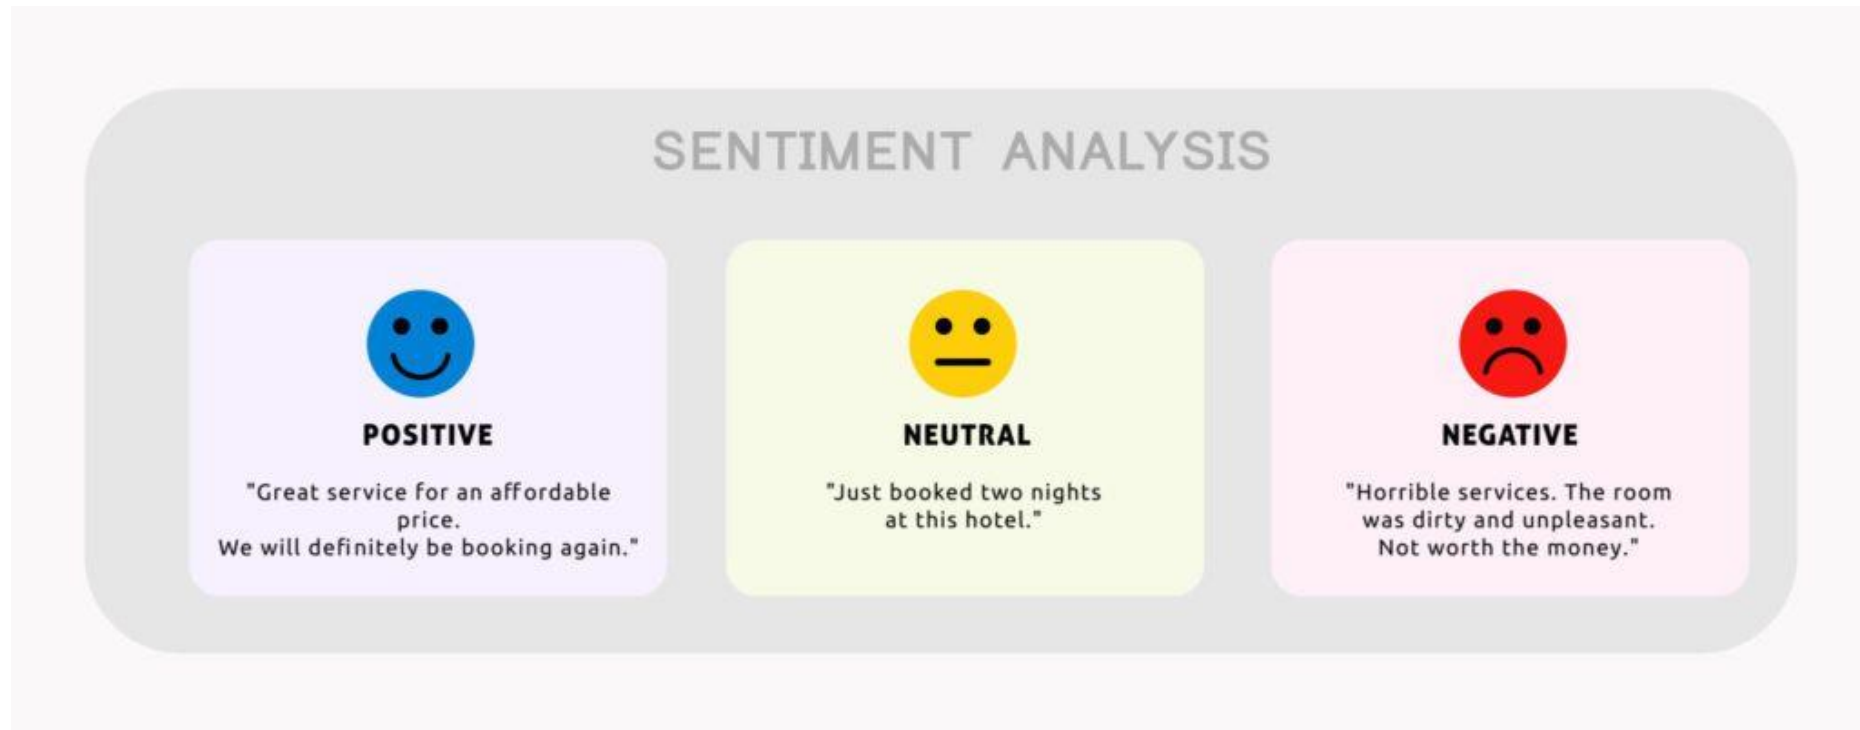 SENTIMENT ANALYSIS
POSITIVE
"Great service for an affordable
price.
We will definitely be booking again."
NEUTRAL
"Just booked two nights
at this hotel."
NEGATIVE
"Horrible services. The room
was dirty and unpleasant.
Not worth the money."